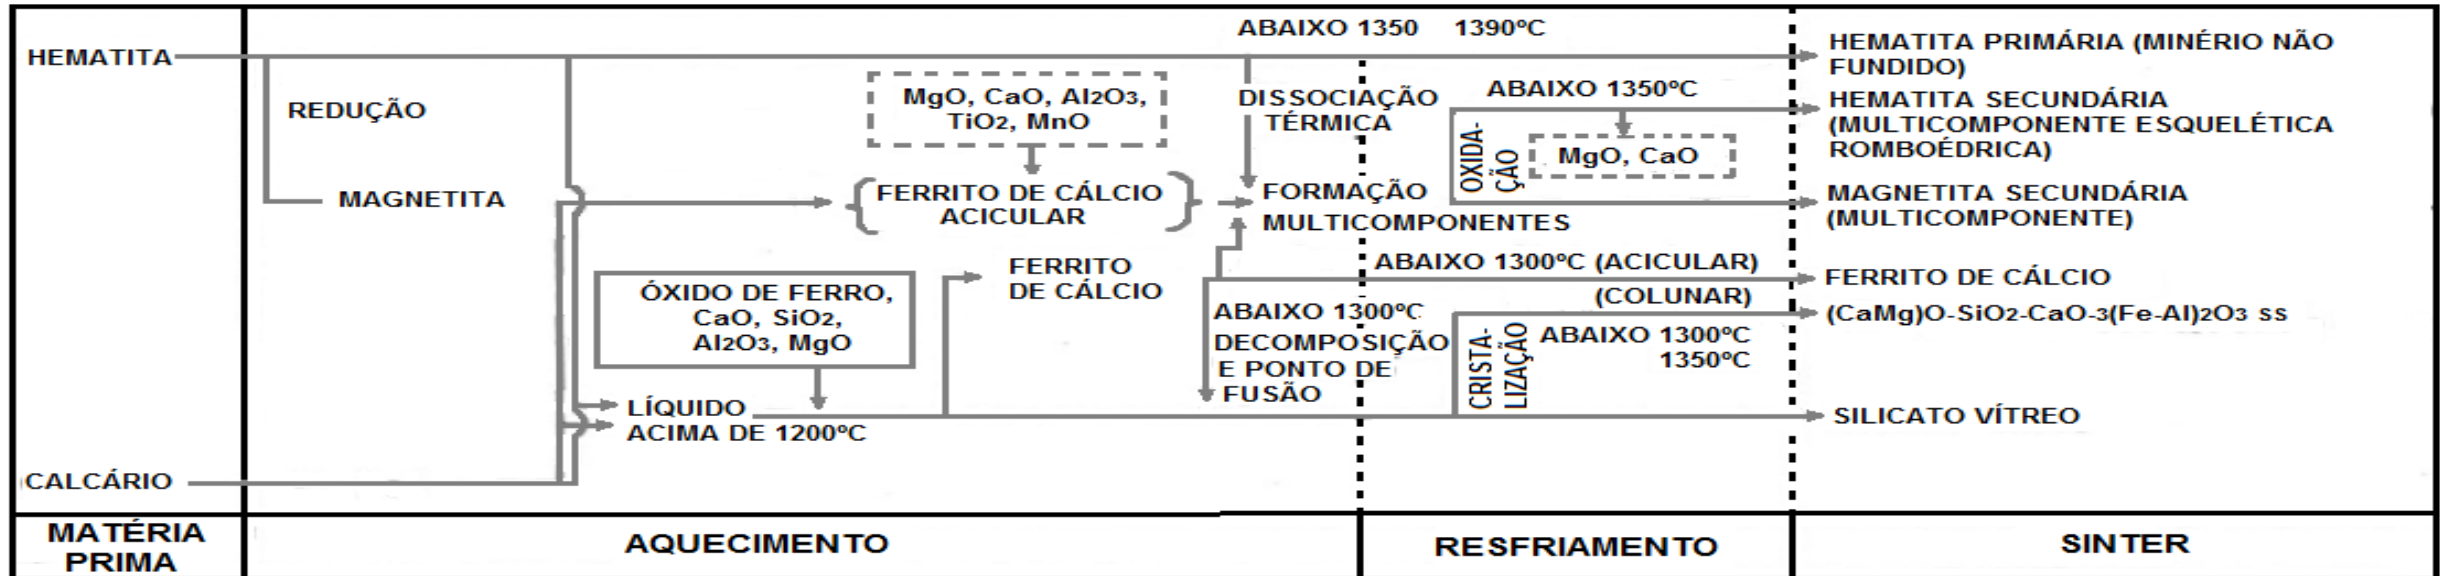 HEMATITA
CALCÁRIO
MATÉRIA
PRIMA
REDUÇÃO
MAGNETITA
MgO, CaO, Al2O3,
TiO2, MnO
FERRITO DE CÁLCIO
ACICULAR
ÓXIDO DE FERRO,
CaO, SiO2,
Al2O3, MgO
FERRITO
DE CÁLCIO
LÍQUIDO
ACIMA DE 1200ºC
AQUECIMENTO
ABAIXO 1350 1390ºC
DISSOCIAÇÃO
TÉRMICA
FORMAÇÃO
MULTICOMPONENTES
ABAIXO 1300ºC
DECOMPOSIÇÃO
E PONTO DE
FUSÃO
ABAIXO 1350ºC
OXIDA-
ÇÃO
MgO, CaO
ABAIXO 1300ºC (ACICULAR)
(COLUNAR)
CRISTA-
LIZAÇÃO
ABAIXO 1300ºC
1350ºC
RESFRIAMENTO
HEMATITA PRIMÁRIA (MINÉRIO NÃO
FUNDIDO)
HEMATITA SECUNDÁRIA
(MULTICOMPONENTE ESQUELÉTICA
ROMBOÉDRICA)
MAGNETITA SECUNDÁRIA
(MULTICOMPONENTE)
FERRITO DE CÁLCIO
(CaMg)O-SiO2-CaO-3(Fe-Al)2O3 ss
SILICATO VÍTREO
SINTER